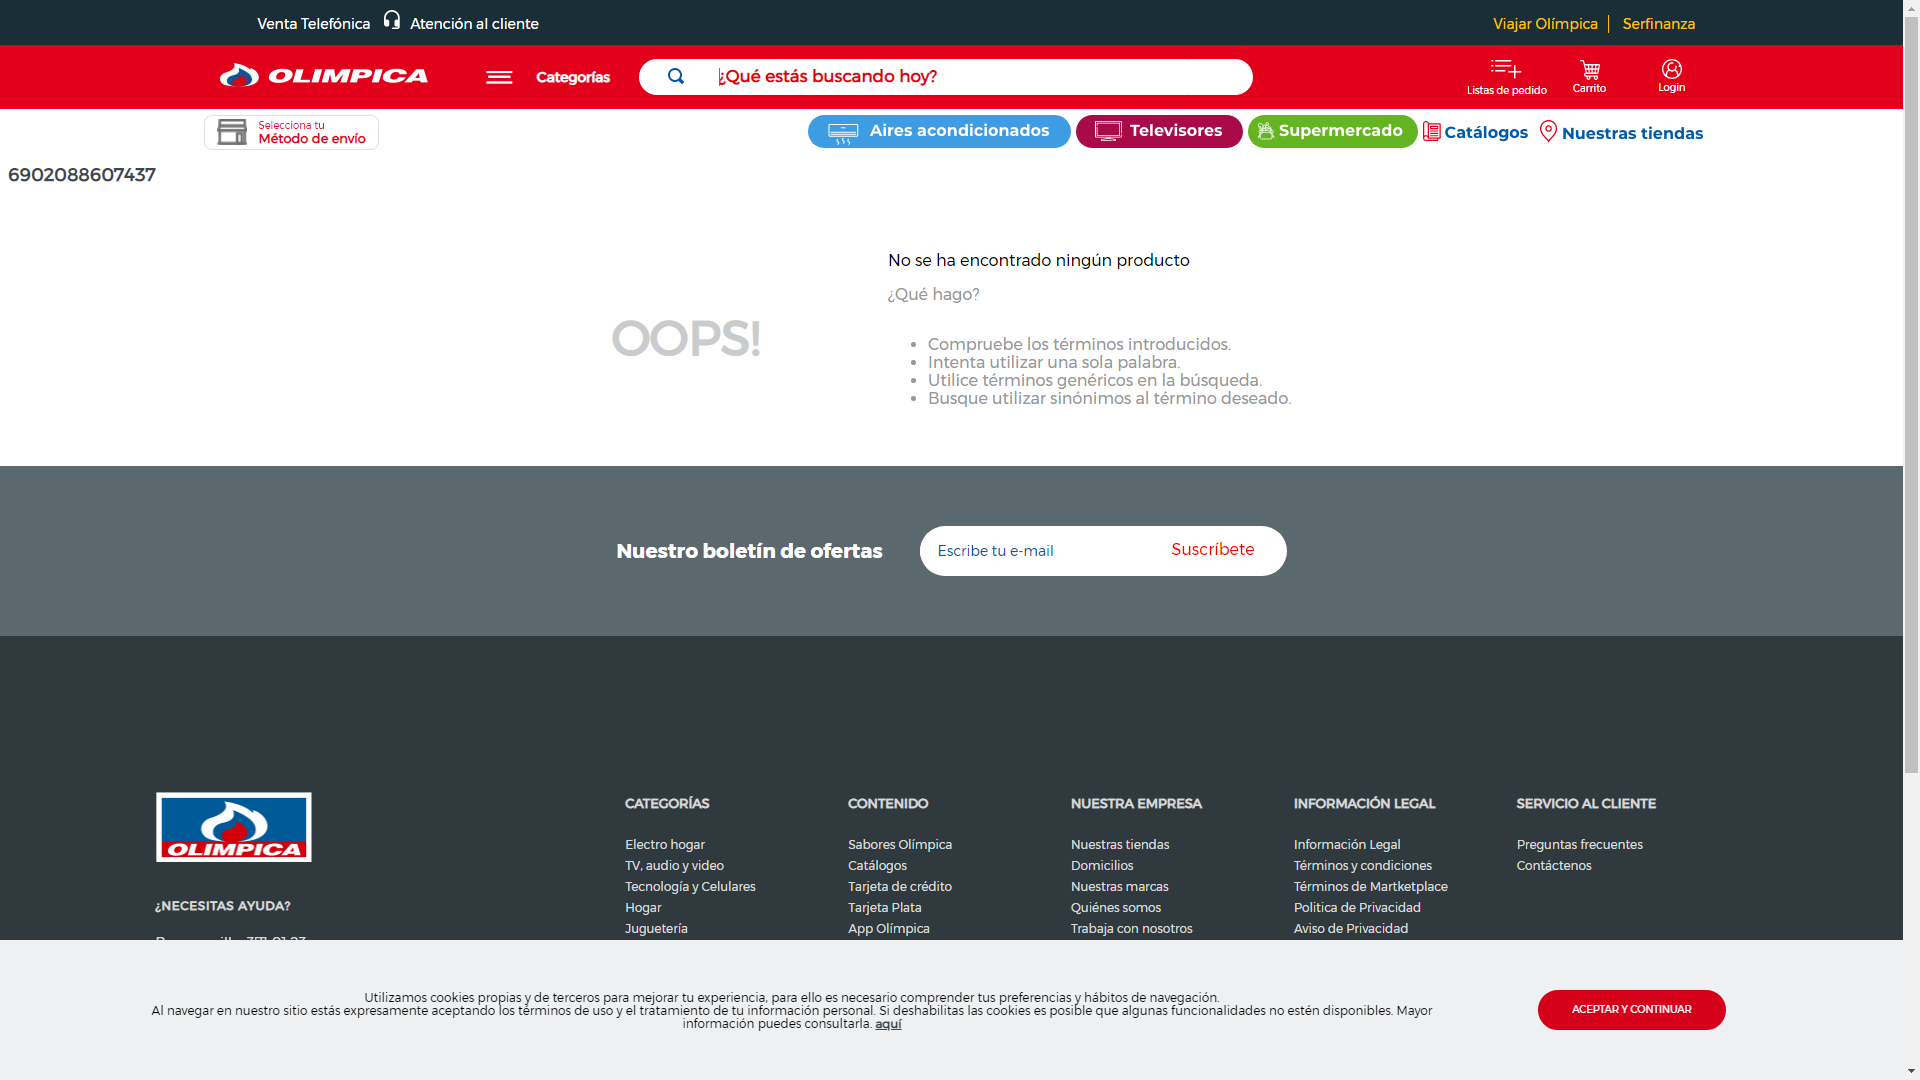 Venta Telefónica Atención al cliente Viajar Olímpica Serfinanza
OLIMPICA Categorías ¿Qué estás buscando hoy? Listas de pedido Carrito Login
Selecciona tu
Método de envío
Aires acondicionados Televisores Supermercado Catálogos Nuestras tiendas
6902088607437
OOPS!
No se ha encontrado ningún producto
¿Qué hago?
Compruebe los términos introducidos.
Intenta utilizar una sola palabra.
Utilice términos genéricos en la búsqueda.
Busque utilizar sinónimos al término deseado.
Nuestro boletín de ofertas Escribe tu e-mail Suscríbete
OLIMPICA
¿NECESITAS AYUDA?
CATEGORÍAS
Electro hogar
TV, audio y video
Tecnología y Celulares
Hogar
Juguetería
CONTENIDO
Sabores Olímpica
Catálogos
Tarjeta de crédito
Tarjeta Plata
App Olímpica
NUESTRA EMPRESA
Nuestras tiendas
Domicilios
Nuestras marcas
Quiénes somos
Trabaja con nosotros
INFORMACIÓN LEGAL
Información Legal
Términos y condiciones
Términos de Martketplace
Politica de Privacidad
Aviso de Privacidad
SERVICIO AL CLIENTE
Preguntas frecuentes
Contáctenos
Utilizamos cookies propias y de terceros para mejorar tu experiencia, para ello es necesario comprender tus preferencias y hábitos de navegación.
Al navegar en nuestro sitio estás expresamente aceptando los términos de uso y el tratamiento de tu información personal. Si deshabilitas las cookies es posible que algunas funcionalidades no estén disponibles. Mayor
información puedes consultarla. aquí
ACEPTAR Y CONTINUAR